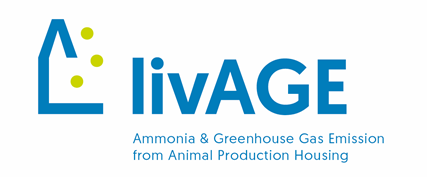 livAGE
Ammonia & Greenhouse Gas Emission
from Animal Production Housing